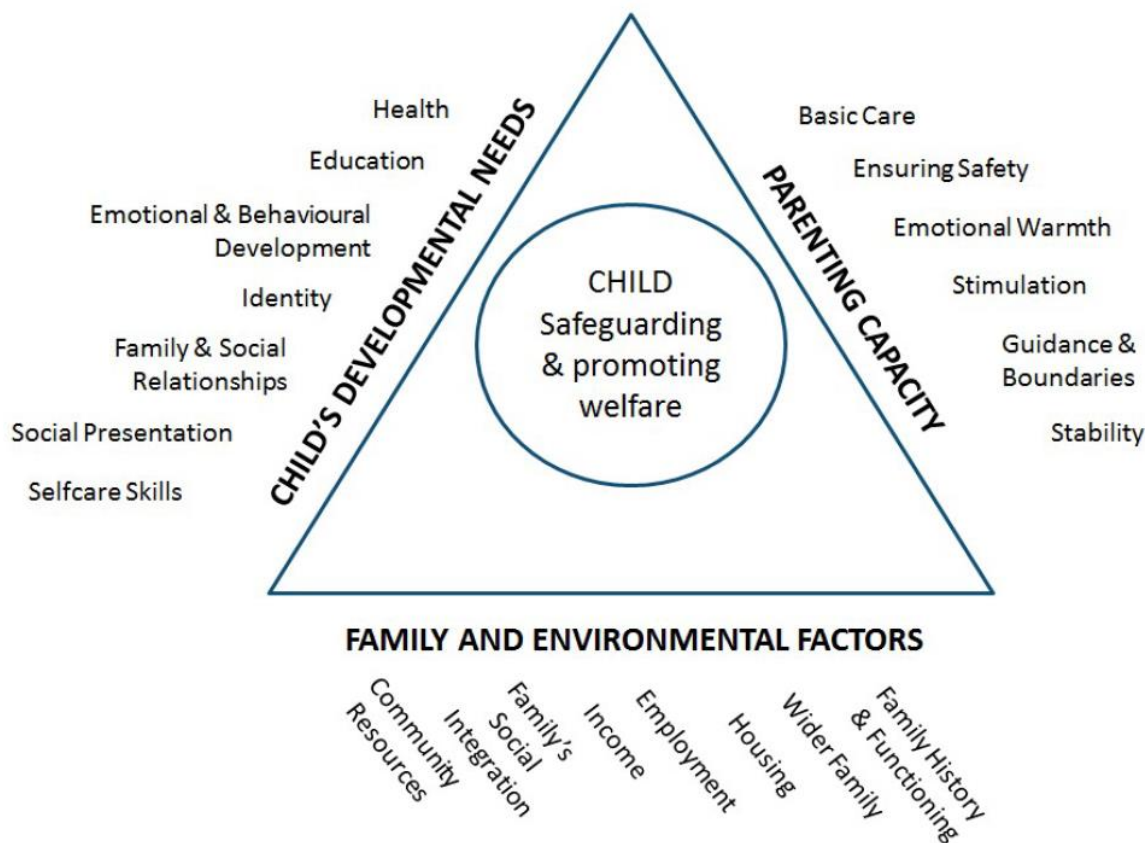 Health
Education
Emotional & Behavioural
Development
Identity
Family & Social
Relationships
Social Presentation
Selfcare Skills
CHILD'S DEVELOPMENTAL NEEDS
CHILD
Safeguarding
& promoting
welfare
PARENTING CAPACITY
Basic Care
Ensuring Safety
Emotional Warmth
Stimulation
Guidance &
Boundaries
Stability
FAMILY AND ENVIRONMENTAL FACTORS
Community
Resources
Family's
Social
Integration
Income
Employment
Housing
Wider Family
Family History
& Functioning